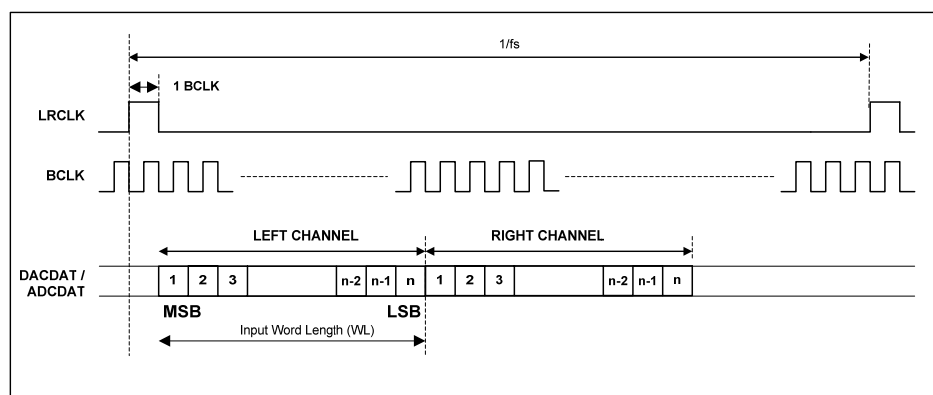 1/fs
1 BCLK
LRCLK
BCLK
LEFT CHANNEL
RIGHT CHANNEL
DACDAT /
ADCDAT
1 2 3 n-2 n-1 n 1 2 3 n-2 n-1 n
MSB
LSB
Input Word Length (WL)